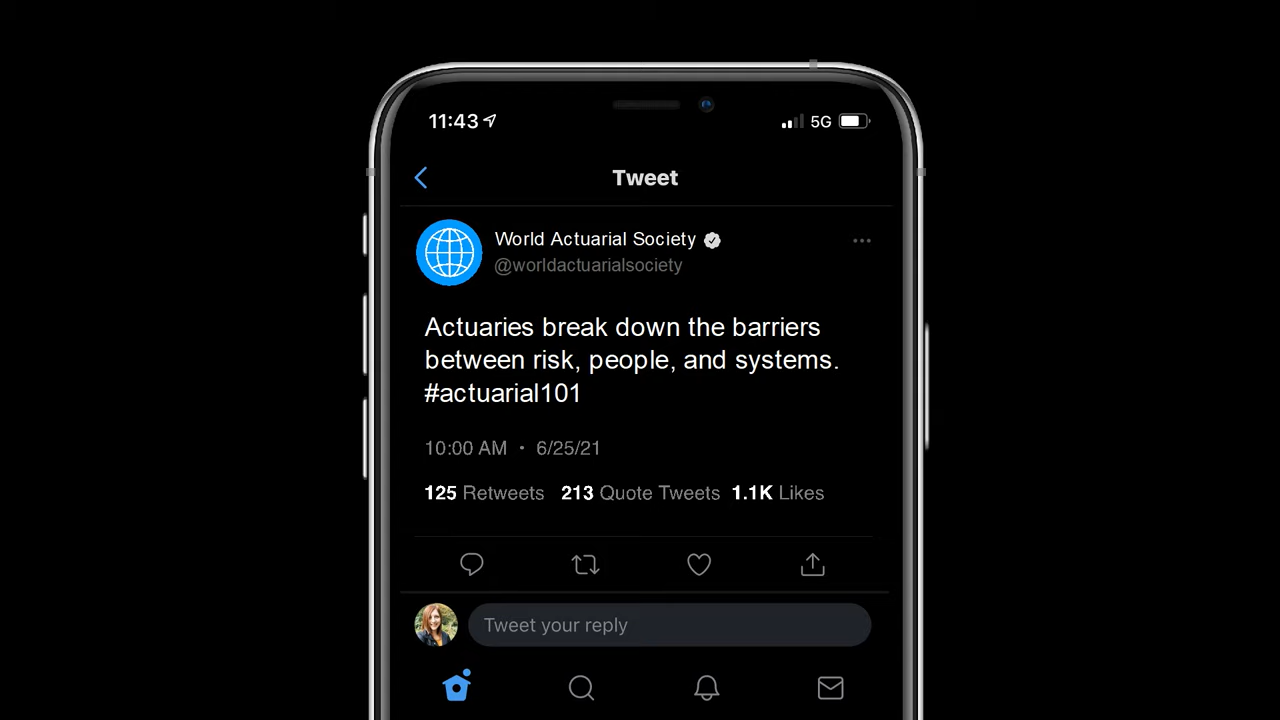 11:43 5G
Tweet
World Actuarial Society
@worldactuarialsociety
Actuaries break down the barriers
between risk, people, and systems.
#actuarial101
10:00 AM · 6/25/21
125 Retweets 213 Quote Tweets 1.1K Likes
Tweet your reply